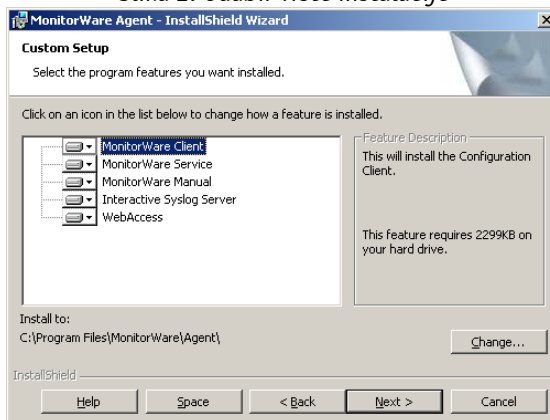 MonitorWare Agent - InstallShield Wizard
Custom Setup
Select the program features you want installed.
Click on an icon in the list below to change how a feature is installed.
MonitorWare Client
MonitorWare Service
MonitorWare Manual
Interactive Syslog Server
WebAccess
Feature Description
This will install the Configuration
Client.
This feature requires 2299KB on
your hard drive.
Install to:
C:\Program Files\MonitorWare\Agent\
Change...
InstallShield
Help
Space
< Back
Next >
Cancel